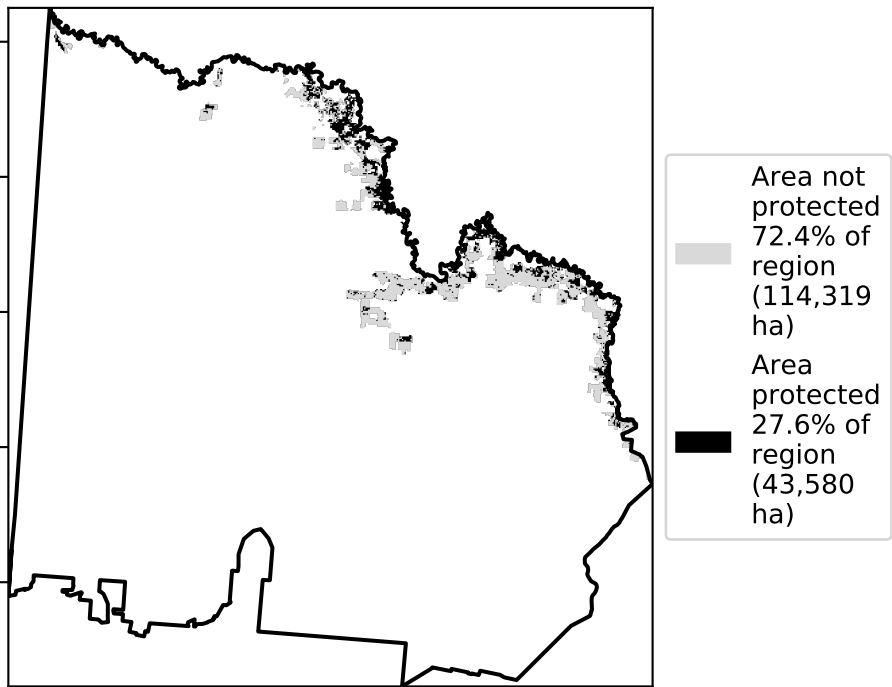 Area not
protected
72.4% of
region
(114,319
ha)
Area
protected
27.6% of
region
(43,580
ha)